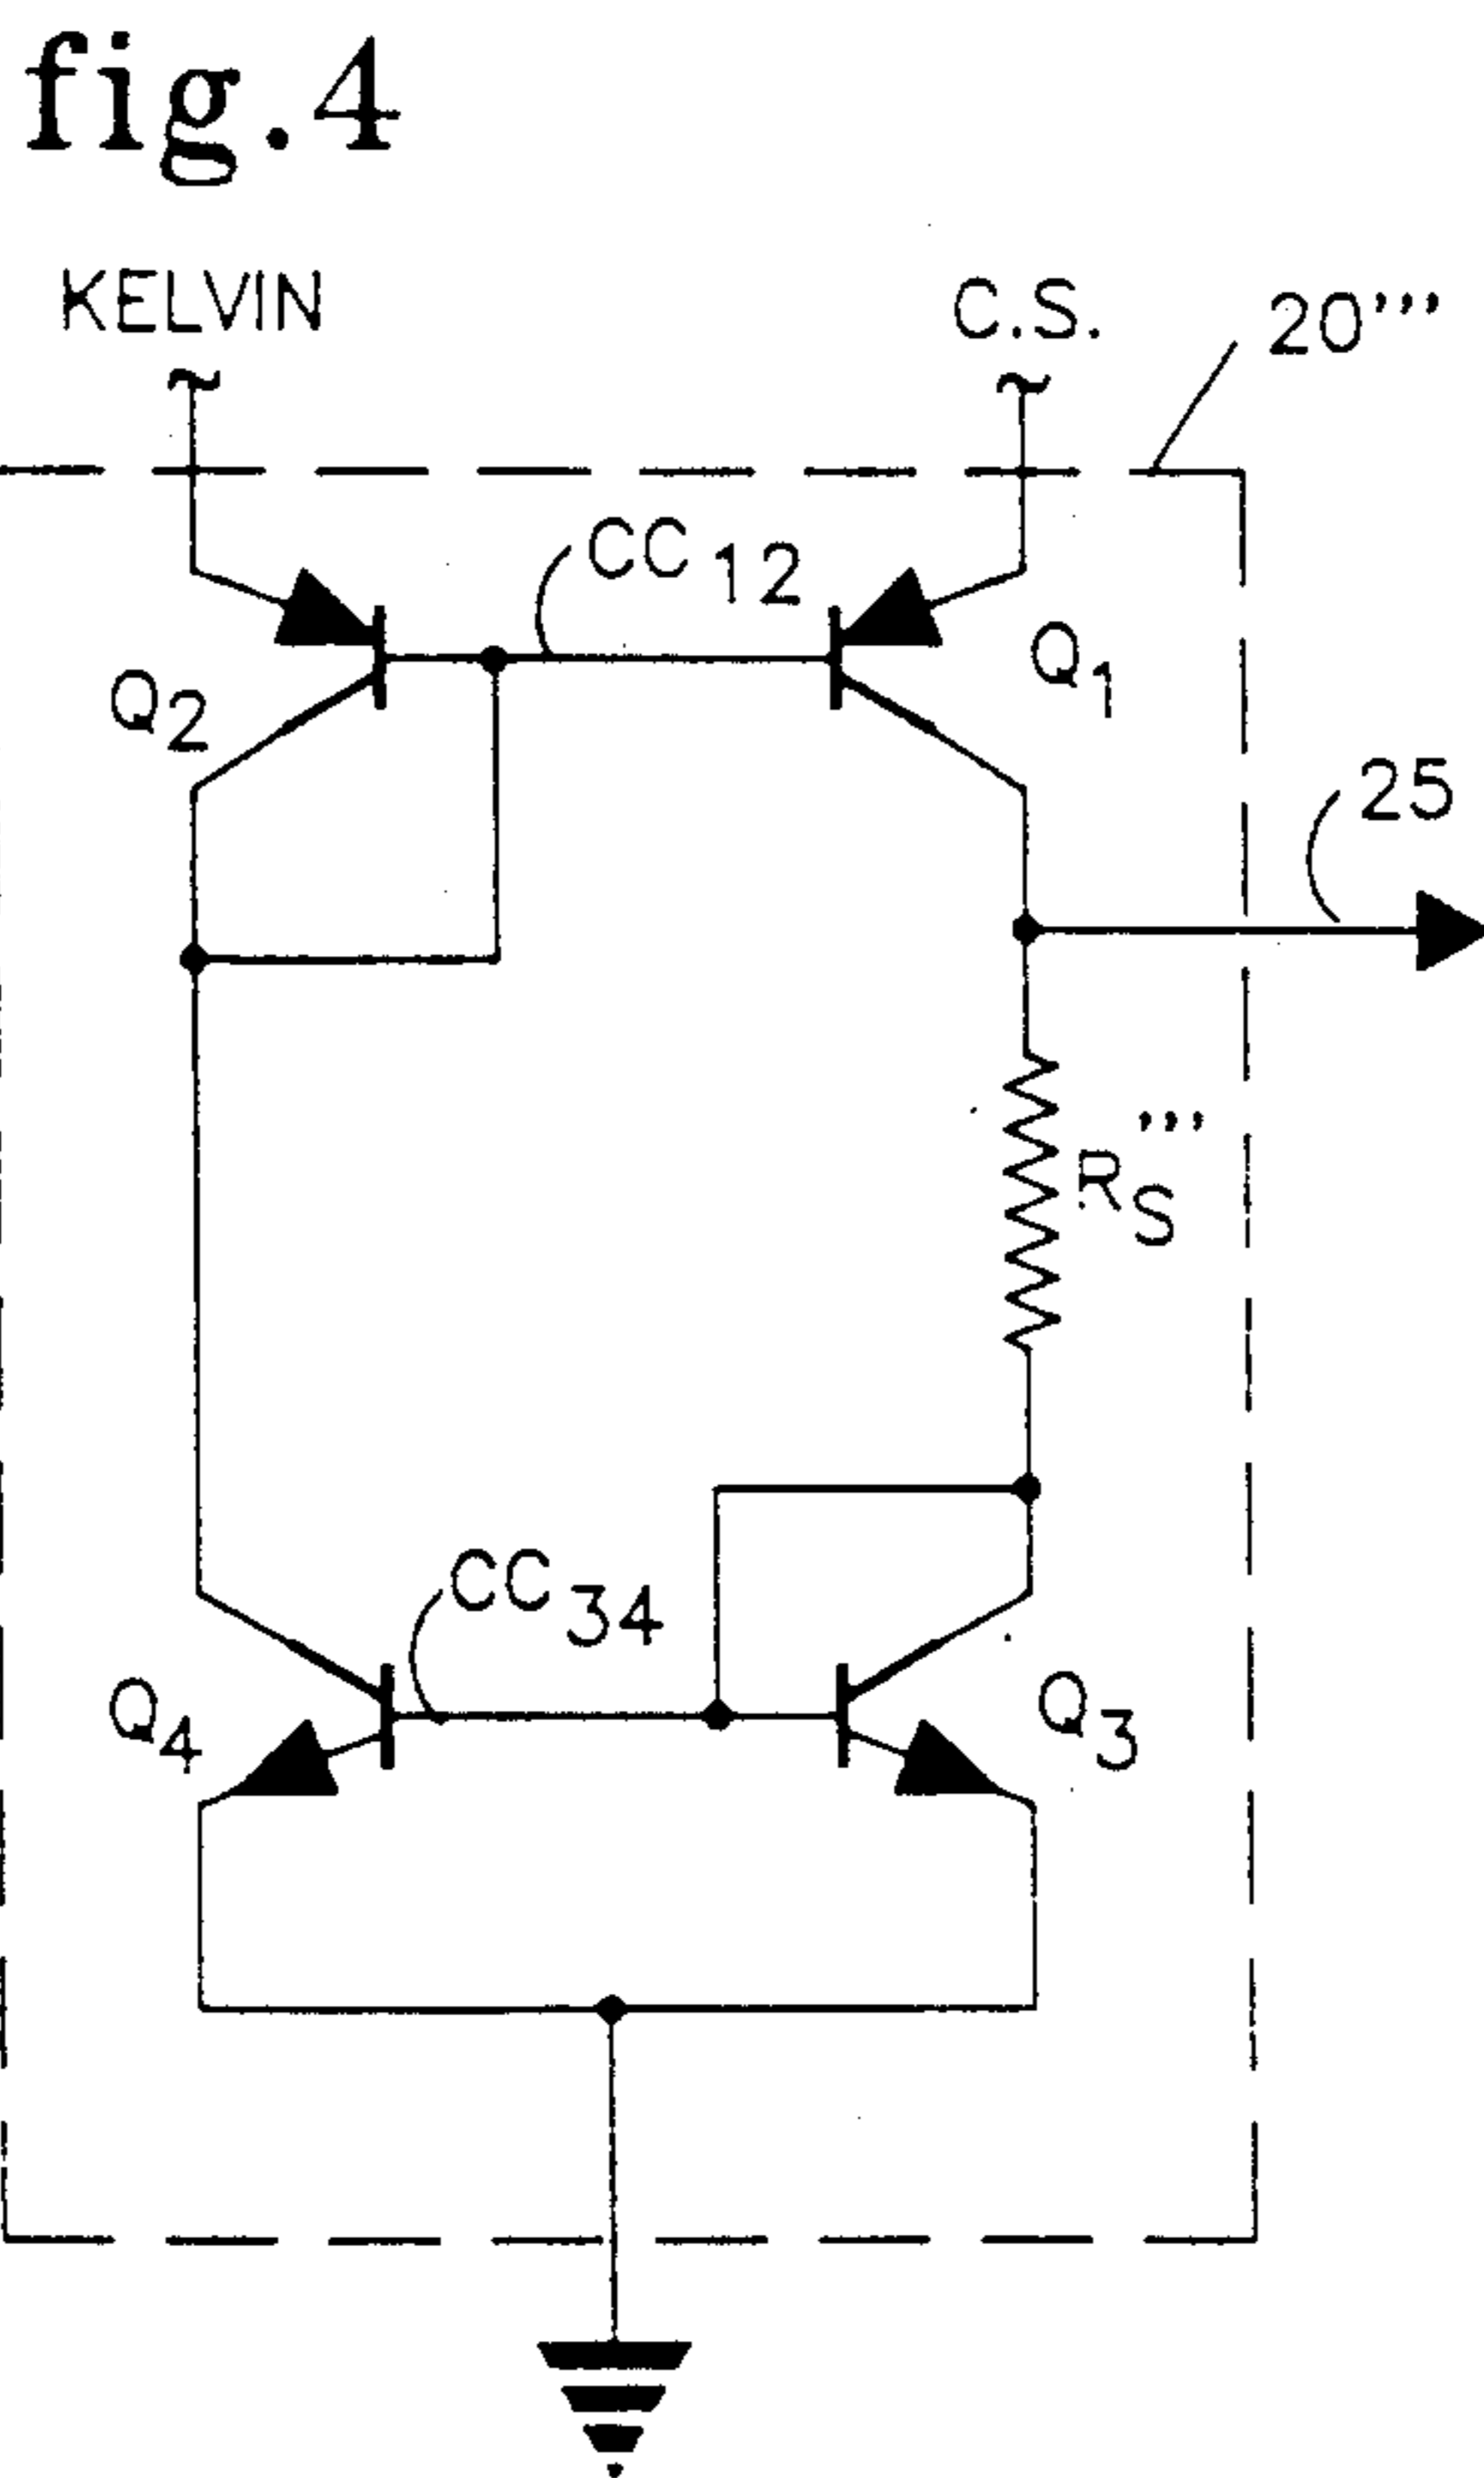 fig.4
KELVIN
C.S.
20’’’
CC12
Q2
Q1
25
RS’’’
CC34
Q4
Q3